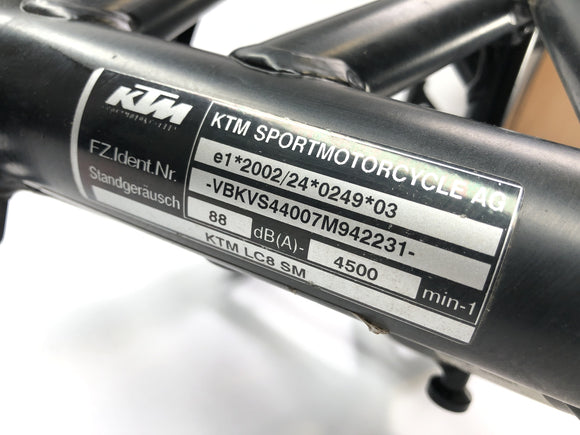 KTM
KTM SPORTMOTORCYCLE AG
e1*2002/24*0249*03
FZ.Ident.Nr. -VBKVS44007M942231-
Standgeräusch 88 dB(A)- 4500 min-1
KTM LC8 SM